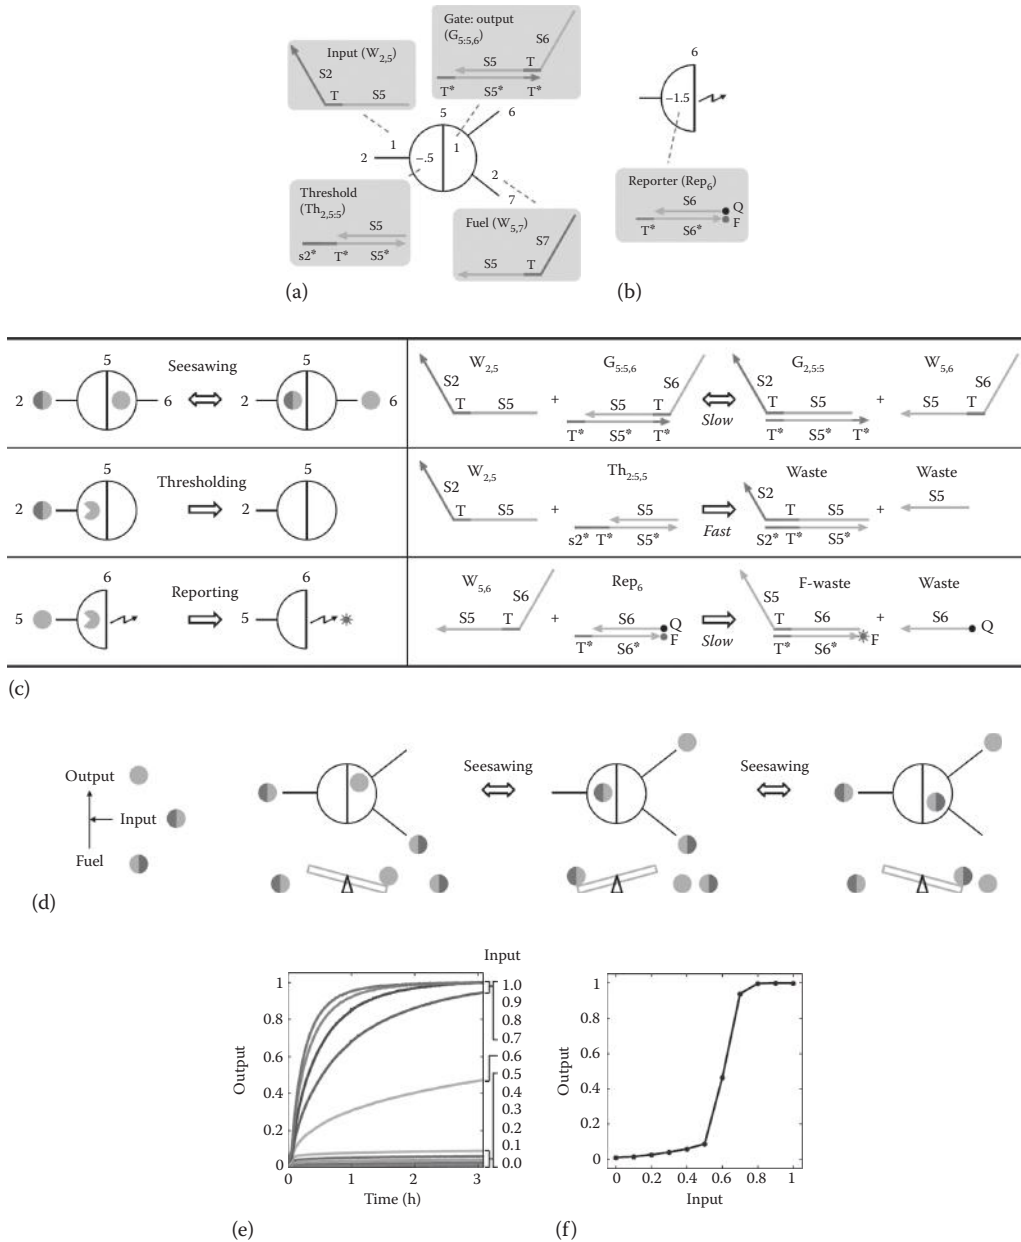 Input (W2,5)
S2
T
S5
Gate: output
(G5:5,6)
S6
S5
T
T*
S5*
T*
5
6
1
2
–.5
1
2
7
Threshold
(Th2,5:5)
S5
s2*
T*
S5*
Fuel (W5,7)
S7
S5
T
(a)
6
–1.5
Reporter (Rep6)
S6
Q
F
T*
S6*
(b)
5
Seesawing
5
2
6
2
6
W2,5
G5:5,6
G2,5:5
W5,6
S2
S6
S2
S6
T
S5
+
S5
T
T
S5
+
S5
T
T*
S5*
T*
Slow
T*
S5*
T*
5
Thresholding
5
2
2
W2,5
Th2:5,5
Waste
Waste
S2
S2
S5
T
S5
+
S5
T
S5
+
s2*
T*
S5*
Fast
S2*
T*
S5*
6
Reporting
6
5
5
W5,6
Rep6
F-waste
Waste
S6
S5
S5
T
+
S6
Q
F
T
S6
+
S6
Q
T*
S6*
Slow
T*
S6*
F
(c)
Output
Input
Fuel
Seesawing
Seesawing
(d)
Input
1
0.8
0.6
0.4
0.2
0
Output
0
1
2
3
Time (h)
1.0
0.9
0.8
0.7
0.6
0.5
0.4
0.3
0.2
0.1
0.0
(e)
1
0.8
0.6
0.4
0.2
0
Output
0
0.2
0.4
0.6
0.8
1
Input
(f)